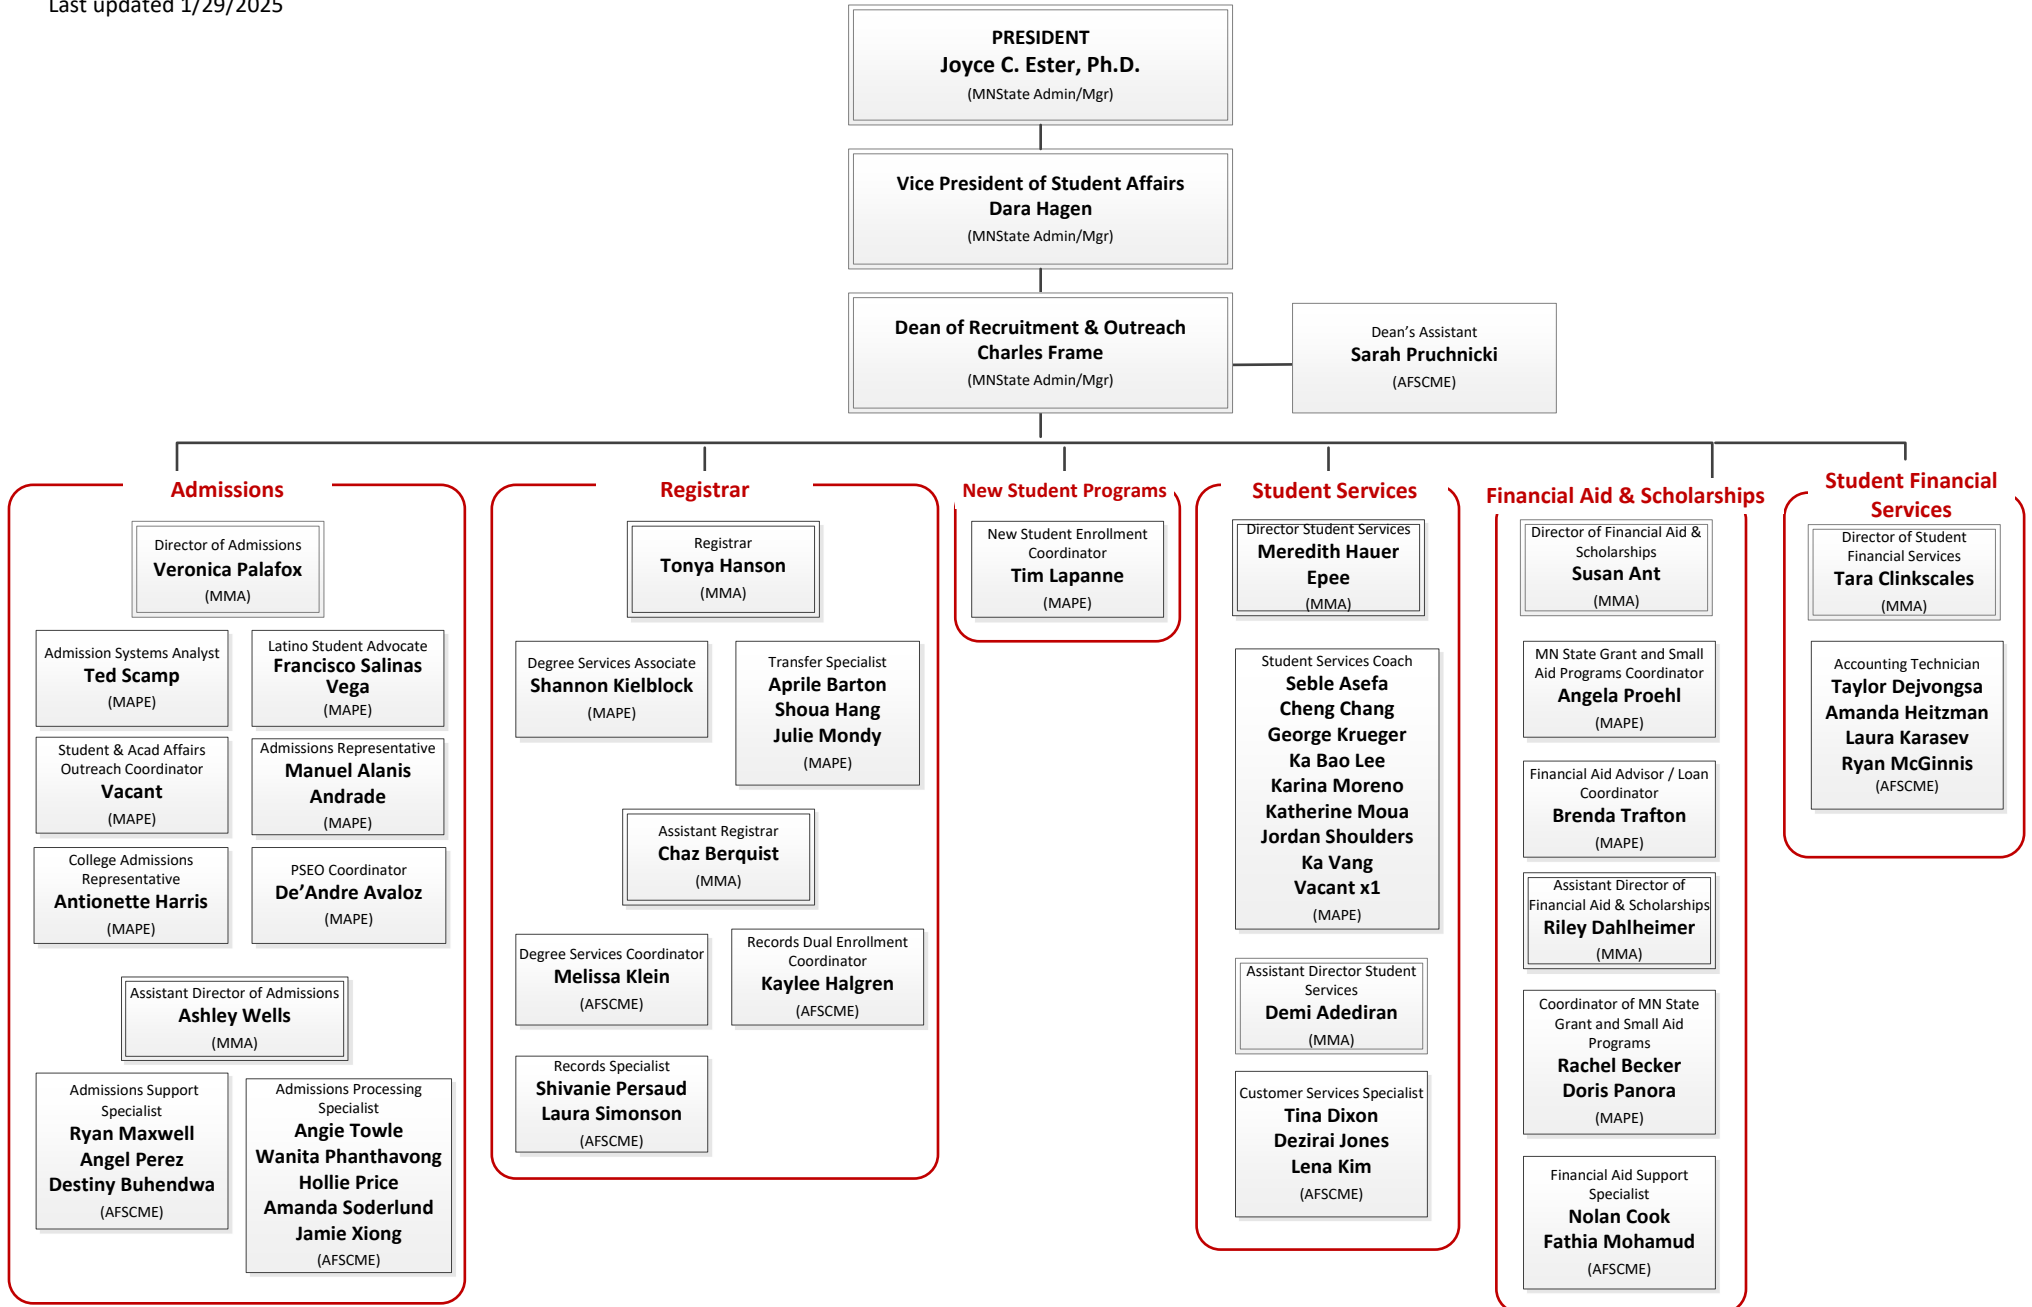 Last updated 1/29/2025
PRESIDENT
Joyce C. Ester, Ph.D.
(MNState Admin/Mgr)
Vice President of Student Affairs
Dara Hagen
(MNState Admin/Mgr)
Dean of Recruitment & Outreach
Charles Frame
(MNState Admin/Mgr)
Dean’s Assistant
Sarah Pruchnicki
(AFSCME)
Admissions
Director of Admissions
Veronica Palafox
(MMA)
Admission Systems Analyst
Ted Scamp
(MAPE)
Latino Student Advocate
Francisco Salinas
Vega
(MAPE)
Student & Acad Affairs
Outreach Coordinator
Vacant
(MAPE)
Admissions Representative
Manuel Alanis
Andrade
(MAPE)
College Admissions
Representative
Antionette Harris
(MAPE)
PSEO Coordinator
De’Andre Avaloz
(MAPE)
Assistant Director of Admissions
Ashley Wells
(MMA)
Admissions Support
Specialist
Ryan Maxwell
Angel Perez
Destiny Buhendwa
(AFSCME)
Admissions Processing
Specialist
Angie Towle
Wanita Phanthavong
Hollie Price
Amanda Soderlund
Jamie Xiong
(AFSCME)
Registrar
Registrar
Tonya Hanson
(MMA)
Degree Services Associate
Shannon Kielblock
(MAPE)
Transfer Specialist
Aprile Barton
Shoua Hang
Julie Mondy
(MAPE)
Assistant Registrar
Chaz Berquist
(MMA)
Degree Services Coordinator
Melissa Klein
(AFSCME)
Records Dual Enrollment
Coordinator
Kaylee Halgren
(AFSCME)
Records Specialist
Shivanie Persaud
Laura Simonson
(AFSCME)
New Student Programs
New Student Enrollment
Coordinator
Tim Lapanne
(MAPE)
Student Services
Director Student Services
Meredith Hauer
Epee
(MMA)
Student Services Coach
Seble Asefa
Cheng Chang
George Krueger
Ka Bao Lee
Karina Moreno
Katherine Moua
Jordan Shoulders
Ka Vang
Vacant x1
(MAPE)
Assistant Director Student
Services
Demi Adediran
(MMA)
Customer Services Specialist
Tina Dixon
Dezirai Jones
Lena Kim
(AFSCME)
Financial Aid & Scholarships
Director of Financial Aid &
Scholarships
Susan Ant
(MMA)
MN State Grant and Small
Aid Programs Coordinator
Angela Proehl
(MAPE)
Financial Aid Advisor / Loan
Coordinator
Brenda Trafton
(MAPE)
Assistant Director of
Financial Aid & Scholarships
Riley Dahlheimer
(MMA)
Coordinator of MN State
Grant and Small Aid
Programs
Rachel Becker
Doris Panora
(MAPE)
Financial Aid Support
Specialist
Nolan Cook
Fathia Mohamud
(AFSCME)
Student Financial
Services
Director of Student
Financial Services
Tara Clinkscales
(MMA)
Accounting Technician
Taylor Dejvongsa
Amanda Heitzman
Laura Karasev
Ryan McGinnis
(AFSCME)